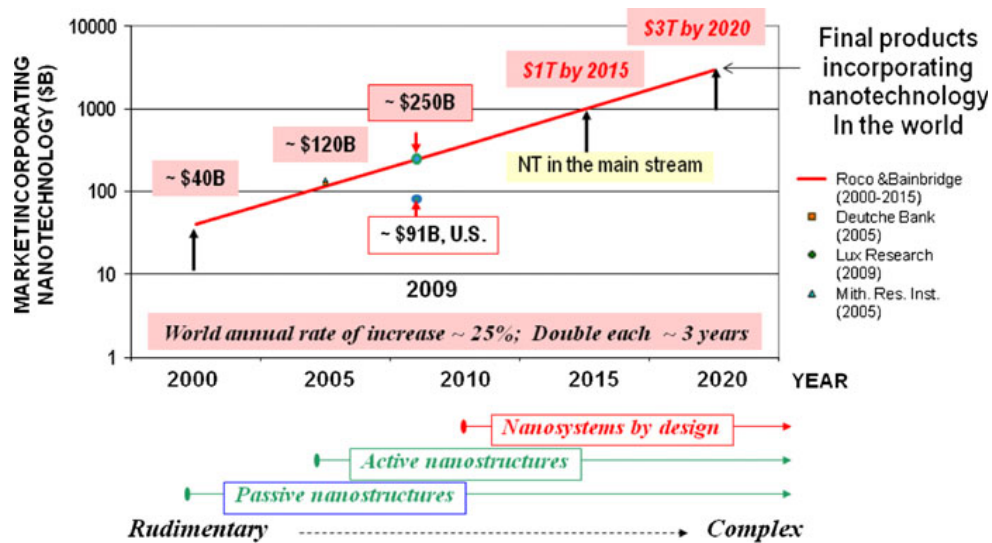 MARKETINCORPORATING
NANOTECHNOLOGY ($B)
10000
1000
100
10
1
~ $40B
~ $120B
~ $250B
~ $91B, U.S.
2009
$1T by 2015
$3T by 2020
NT in the main stream
World annual rate of increase ~ 25%; Double each ~ 3 years
2000
2005
2010
2015
2020
YEAR
Final products
incorporating
nanotechnology
In the world
Roco &Bainbridge
(2000-2015)
Deutche Bank
(2005)
Lux Research
(2009)
Mith. Res. Inst.
(2005)
Nanosystems by design
Active nanostructures
Passive nanostructures
Rudimentary
Complex